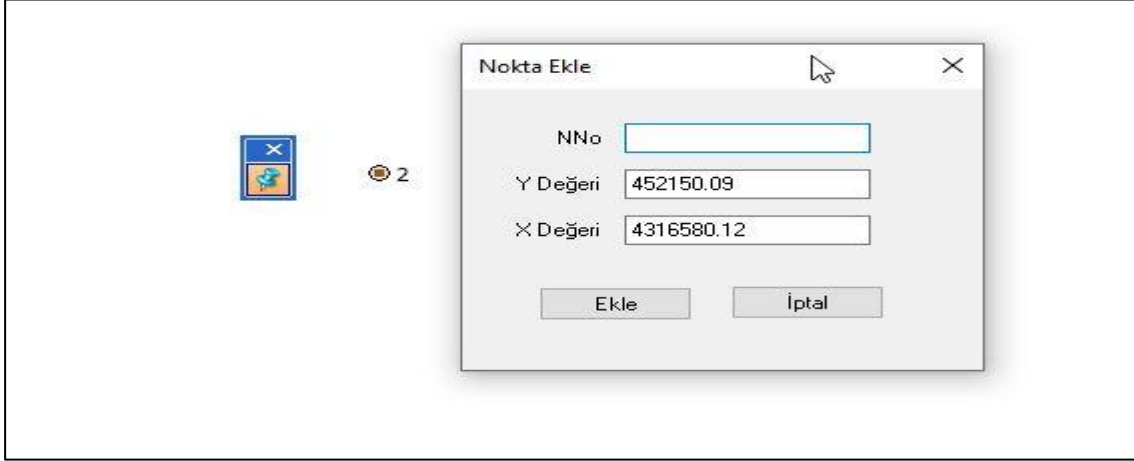 Nokta Ekle
2
NNo
Y Değeri 452150.09
X Değeri 4316580.12
Ekle İptal